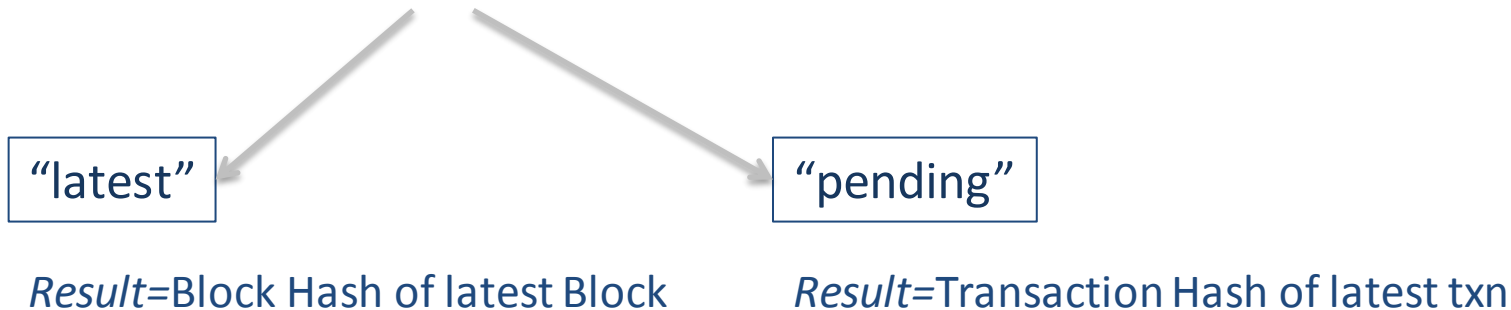 “latest”
“pending”
Result=Block Hash of latest Block
Result=Transaction Hash of latest txn